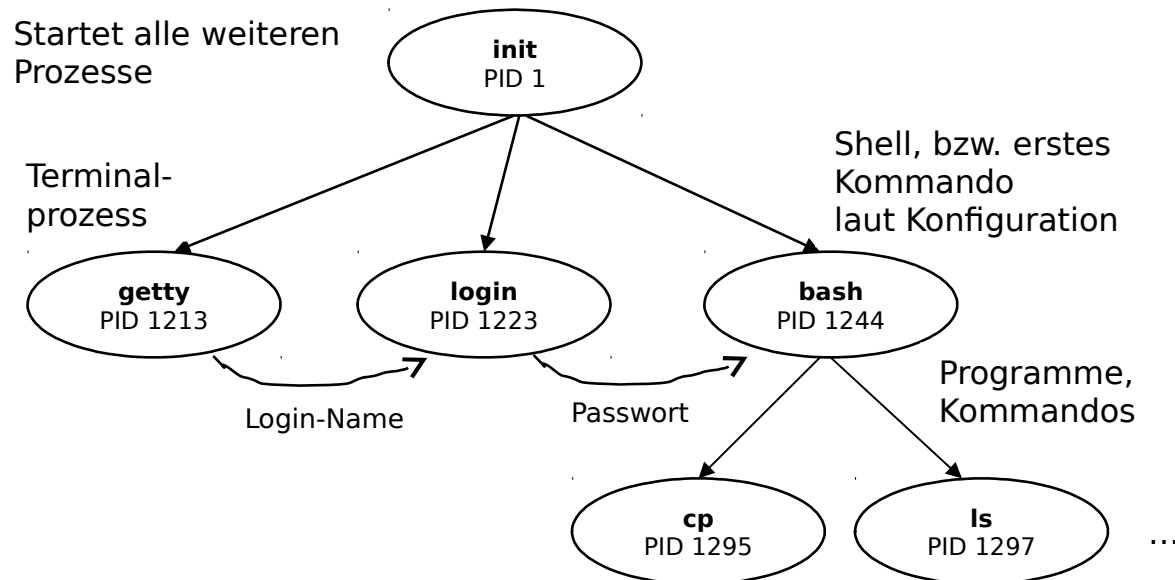 Startet alle weiteren
Prozesse
init
PID 1
Terminal-
prozess
Shell, bzw. erstes
Kommando
laut Konfiguration
getty
PID 1213
login
PID 1223
bash
PID 1244
Login-Name
Passwort
Programme,
Kommandos
cp
PID 1295
ls
PID 1297
...